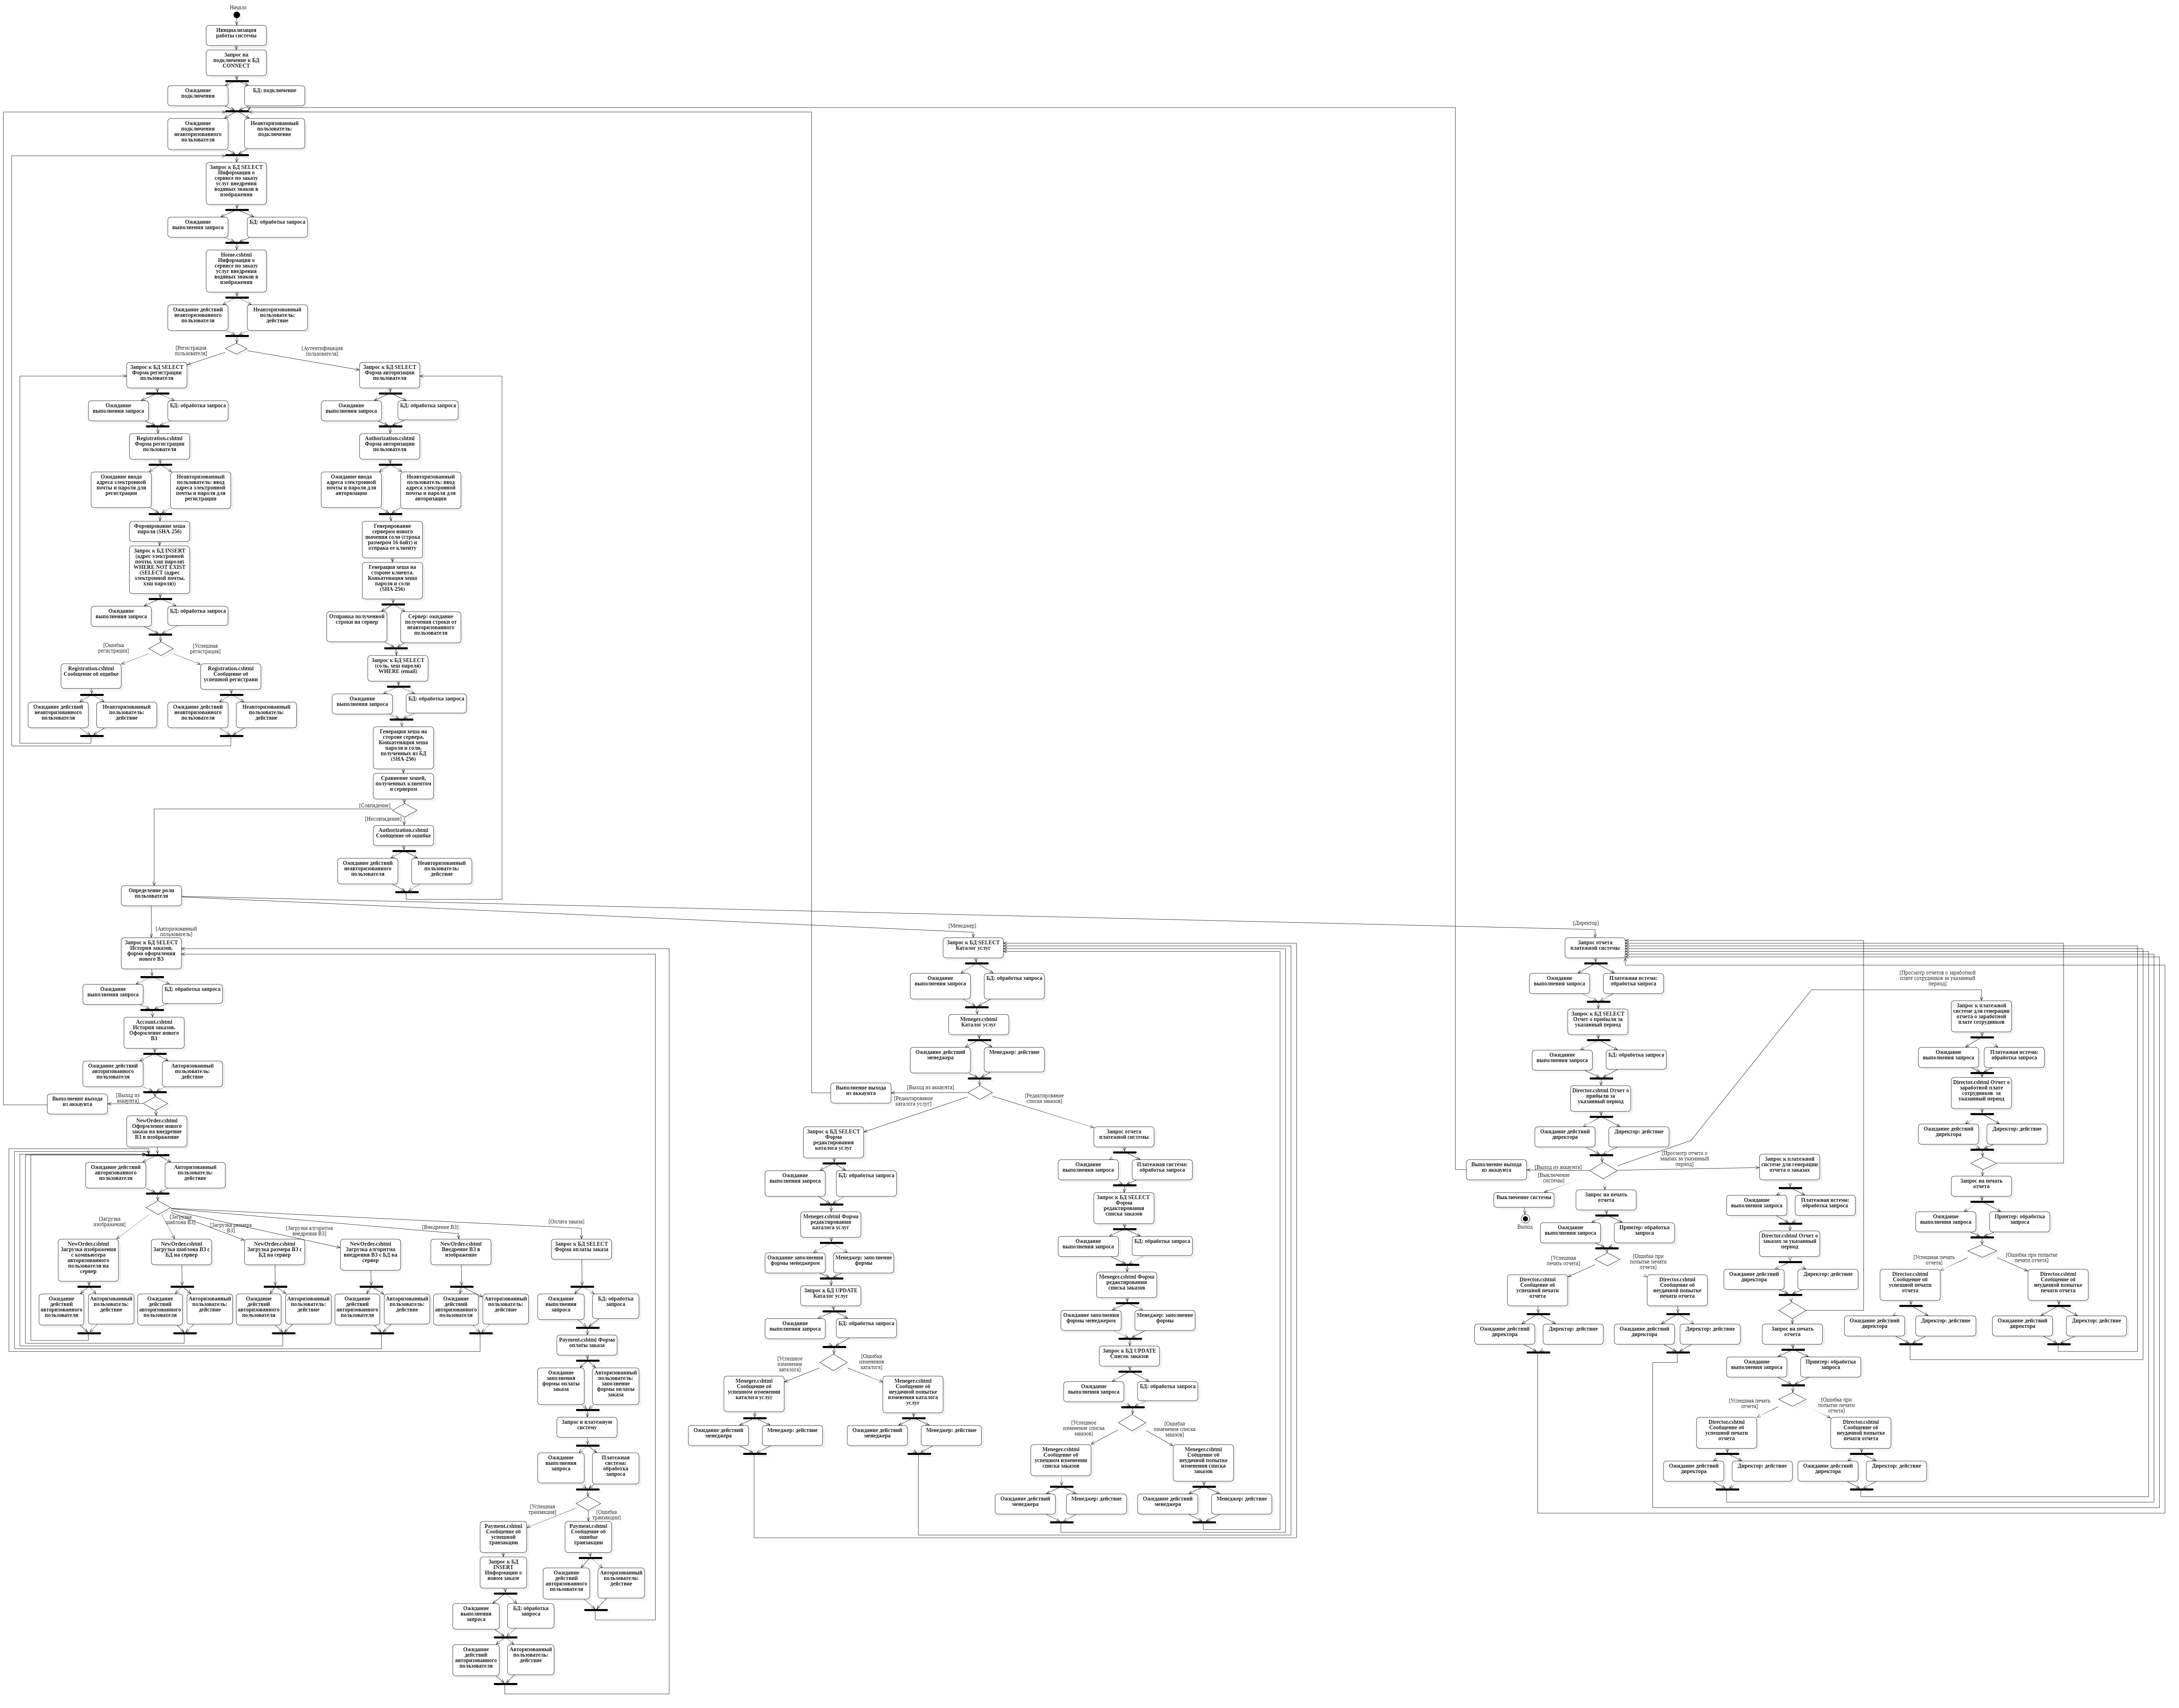 Начало
Инициализация
работы системы
Запрос на
подключение к БД
CONNECT
Ожидание
подключения
БД: подключение
Ожидание
подключения
неавторизованного
пользователя
Неавторизованный
пользователь:
подключение
Запрос к БД SELECT
Информация о
сервисе по заказу
услуг внедрения
водяных знаков в
изображения
Ожидание
выполнения запроса
БД: обработка запроса
Home.cshtml
Информация о
сервисе по заказу
услуг внедрения
водяных знаков в
изображения
Ожидание действий
неавторизованного
пользователя
Неавторизованный
пользователь:
действие
[Регистрация
пользователя]
[Аутентификация
пользователя]
Запрос к БД SELECT
Форма регистрации
пользователя
Ожидание
выполнения запроса
БД: обработка запроса
Registration.cshtml
Форма регистрации
пользователя
Ожидание ввода
адреса электронной
почты и пароля для
регистрации
Неавторизованный
пользователь: ввод
адреса электронной
почты и пароля для
регистрации
Формирование хеша
пароля (SHA-256)
Запрос к БД INSERT
(адрес электронной
почты, хэш пароля)
WHERE NOT EXIST
(SELECT (адрес
электронной почты,
хэш пароля))
Ожидание
выполнения запроса
БД: обработка запроса
[Ошибка
регистрации]
[Успешная
регистрация]
Registration.cshtml
Сообщение об ощибке
Registration.cshtml
Сообщение об
успешной регистрани
Ожидание действий
неавторизованного
пользователя
Неавторизованный
пользователь:
действие
Ожидание действий
неавторизованного
пользователя
Неавторизованный
пользователь:
действие
Запрос к БД SELECT
Форма авторизации
пользователя
Ожидание
выполнения запроса
БД: обработка запроса
Authorization.cshtml
Форма авторизации
пользователя
Ожидание ввода
адреса электронной
почты и пароля для
авторизации
Неавторизованный
пользователь: ввод
адреса электронной
почты и пароля для
авторизации
Генерирование
сервером нового
значения соли (строка
размером 16 байт) и
отпрака ее клиенту
Генерация хеша на
стороне клиента.
Конкатенация хеша
пароля и соли
(SHA-256)
Отправка полученной
строки на сервер
Сервер: ожидание
получения строки от
неавторизованного
пользователя
Запрос к БД SELECT
(соль, хеш пароля)
WHERE (email)
Ожидание
выполнения запроса
БД: обработка запроса
Генерация хеша на
стороне сервера.
Конкатенация хеша
пароля и соли,
полученных из БД
(SHA-256)
Сравнение хешей,
полученных клиентом
и сервером
[Совпадение]
[Несовпадение]
Authorization.cshtml
Сообщение об ошибке
Ожидание действий
неавторизованного
пользователя
Неавторизованный
пользователь:
действие
Определение роли
пользователя
[Авторизованный
пользователь]
[Менеджер]
[Директор]
Запрос к БД SELECT
История заказов,
форма оформления
нового ВЗ
Ожидание
выполнения запроса
БД: обработка запроса
Account.cshtml
История заказов.
Оформление нового
ВЗ
Ожидание действий
авторизованного
пользователя
Авторизованный
пользователь:
действие
Выполнение выхода
из аккаунта
[Выход из
аккаунта]
NewOrder.cshtml
Оформление нового
заказа на внедрение
ВЗ в изображение
Ожидание действий
авторизованного
пользователя
Авторизованный
пользователь:
действие
[Загрузка
изображения]
[Загрузка
шаблона ВЗ]
[Загрузка размера
ВЗ]
[Загрузка алгоритма
внедрения ВЗ]
[Внедрение ВЗ]
[Оплата заказа]
NewOrder.cshtml
Загрузка изображения
с компьютера
авторизованного
пользователя на
сервер
NewOrder.cshtml
Загрузка шаблона ВЗ с
БД на сервер
NewOrder.cshtml
Загрузка размера ВЗ с
БД на сервер
NewOrder.cshtml
Загрузка алгоритма
внедрения ВЗ с БД на
сервер
NewOrder.cshtml
Внедрение ВЗ в
изображение
Запрос к БД SELECT
Форма оплаты заказа
Ожидание
действий
авторизованного
пользователя
Авторизованный
пользователь:
действие
Ожидание
действий
авторизованного
пользователя
Авторизованный
пользователь:
действие
Ожидание
действий
авторизованного
пользователя
Авторизованный
пользователь:
действие
Ожидание
действий
авторизованного
пользователя
Авторизованный
пользователь:
действие
Ожидание
действий
авторизованного
пользователя
Авторизованный
пользователь:
действие
Ожидание
выполнения
запроса
БД: обработка
запроса
Payment.cshtml Форма
оплаты заказа
Ожидание
заполнения
формы оплаты
заказа
Авторизованный
пользователь:
заполнение
формы оплаты
заказа
Запрос в платежную
систему
Ожидание
выполнения
запроса
Платежная
система:
обработка
запроса
[Успешная
транзакция]
[Ошибка
транзакции]
Payment.cshtml
Сообщение об
успешной
транзакции
Payment.cshtml
Сообщение об
ошибке
транзакции
Запрос к БД
INSERT
Информации о
новом заказе
Ожидание
действий
авторизованного
пользователя
Авторизованный
пользователь:
действие
Ожидание
выполнения
запроса
БД: обработка
запроса
Ожидание
действий
авторизованного
пользователя
Авторизованный
пользователь:
действие
Запрос к БД SELECT
Каталог услуг
Ожидание
выполнения запроса
БД: обработка запроса
Meneger.cshtml
Каталог услуг
Ожидание действий
менеджера
Менеджер: действие
Выполнение выхода
из аккаунта
[Выход из аккаунта]
[Редактирование
каталога услуг]
[Редактирование
списка заказов]
Запрос к БД SELECT
Форма
редактирования
каталога услуг
Ожидание
выполнения запроса
БД: обработка запроса
Meneger.cshtml Форма
редактирования
каталога услуг
Ожидание заполнения
формы менеджером
Менеджер: заполнение
формы
Запрос к БД UPDATE
Каталог услуг
Ожидание
выполнения запроса
БД: обработка запроса
[Успешное
изменение
каталога]
[Ошибка
изменения
каталога]
Meneger.cshtml
Сообщение об
успешном изменении
каталога услуг
Meneger.cshtml
Сообщение об
неудачной попытке
изменения каталога
услуг
Ожидание действий
менеджера
Менеджер: действие
Ожидание действий
менеджера
Менеджер: действие
Запрос отчета
платежной системы
Ожидание
выполнения запроса
Платежная система:
обработка запроса
Запрос к БД SELECT
Форма
редактирования
списка заказов
Ожидание
выполнения запроса
БД: обработка запроса
Meneger.cshtml Форма
редактирования
списка заказов
Ожидание заполнения
формы менеджером
Менеджер: заполнение
формы
Запрос к БД UPDATE
Список заказов
Ожидание
выполнения запроса
БД: обработка запроса
[Успешное
изменение списка
заказов]
[Ошибка
изменения списка
заказов]
Meneger.cshtml
Сообщение об
успешном изменении
списка заказов
Meneger.cshtml
Собщение об
неудачной попытке
изменения списка
заказов
Ожидание действий
менеджера
Менеджер: действие
Ожидание действий
менеджера
Менеджер: действие
Запрос отчета
платежной системы
Ожидание
выполнения запроса
Платежная истема:
обработка запроса
Запрос к БД SELECT
Отчет о прибыли за
указанный период
Ожидание
выполнения запроса
БД: обработка запроса
Director.cshtml Отчет о
прибыли за
указанный период
Ожидание действий
директора
Директор: действие
Выполнение выхода
из аккаунта
[Выход из аккаунта]
[Выключение
системы]
[Просмотр отчета о
заказах за указанный
период]
[Просмотр отчетов о заработной
плате сотрудников за указанный
период]
Выключение системы
Выход
Запрос на печать
отчета
Ожидание
выполнения запроса
Принтер: обработка
запроса
[Успешная
печать отчета]
[Ошибка при
попытке печати
отчета]
Director.cshtml
Сообщение об
успешной печати
отчета
Director.cshtml
Сообщение об
неудачной попытке
печати отчета
Ожидание действий
директора
Директор: действие
Ожидание действий
директора
Директор: действие
Запрос к платежной
системе для генерации
отчета о заказах
Ожидание
выполнения запроса
Платежная истема:
обработка запроса
Director.cshtml Отчет о
заказах за указанный
период
Ожидание действий
директора
Директор: действие
Запрос на печать
отчета
Ожидание
выполнения запроса
Принтер: обработка
запроса
[Успешная печать
отчета]
[Ошибка при
попытке печати
отчета]
Director.cshtml
Сообщение об
успешной печати
отчета
Director.cshtml
Сообщение об
неудачной попытке
печати отчета
Ожидание действий
директора
Директор: действие
Ожидание действий
директора
Директор: действие
Запрос к платежной
системе для генерации
отчета о заработной
плате сотрудников
Ожидание
выполнения запроса
Платежная истема:
обработка запроса
Director.cshtml Отчет о
заработной плате
сотрудников за
указанный период
Ожидание действий
директора
Директор: действие
Запрос на печать
отчета
Ожидание
выполнения запроса
Принтер: обработка
запроса
[Успешная печать
отчета]
[Ошибка при попытке
печати отчета]
Director.cshtml
Сообщение об
успешной печати
отчета
Director.cshtml
Сообщение об
неудачной попытке
печати отчета
Ожидание действий
директора
Директор: действие
Ожидание действий
директора
Директор: действие